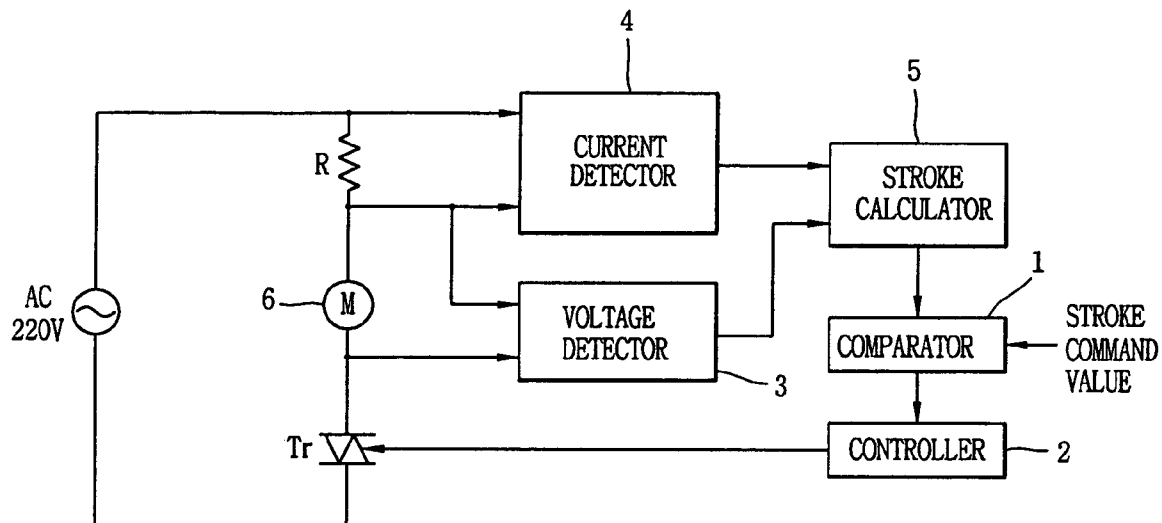 4
5
CURRENT
DETECTOR
R
STROKE
CALCULATOR
1
6
M
AC
220V
VOLTAGE
DETECTOR
3
COMPARATOR
STROKE
COMMAND
VALUE
Tr
CONTROLLER
2